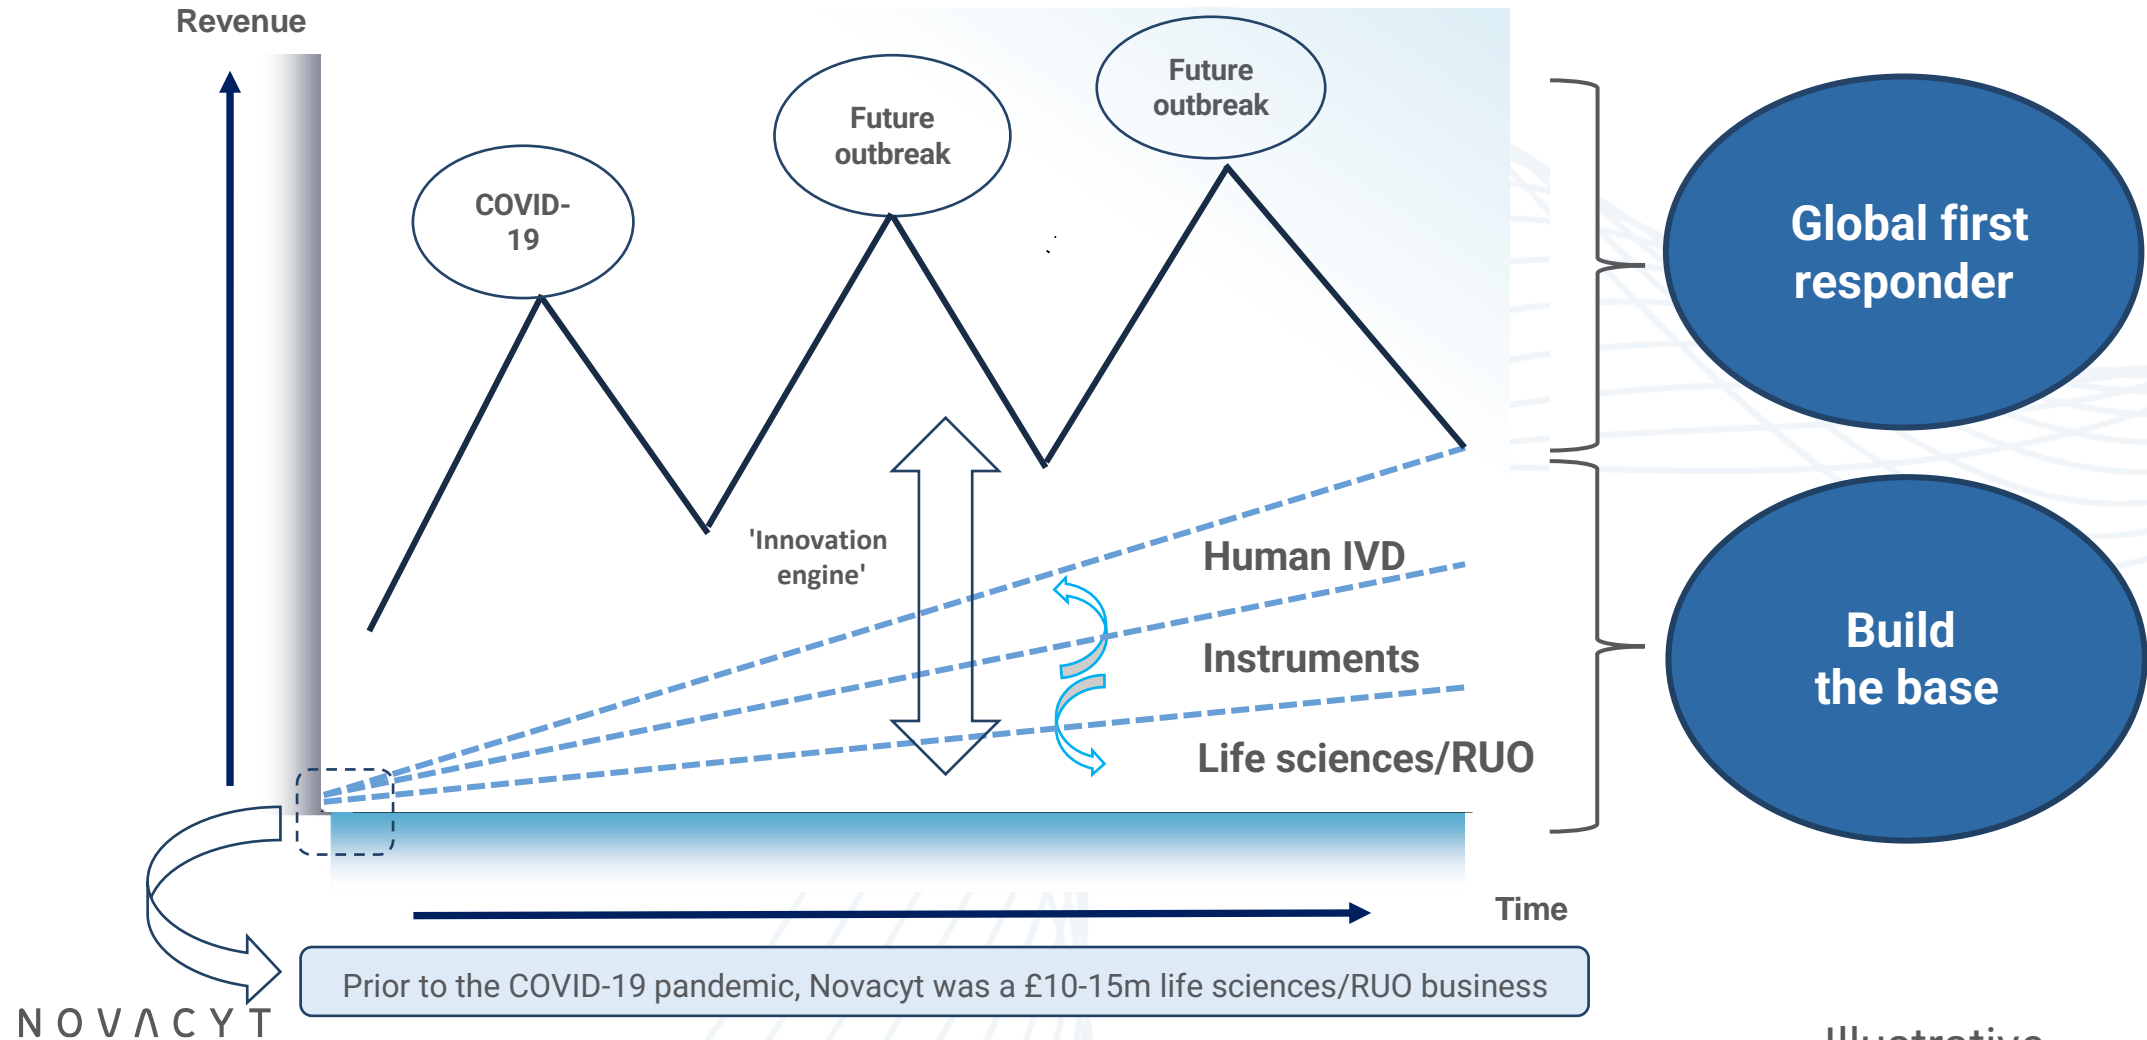 Revenue
Future
outbreak
Future
outbreak
COVID-
19
Global first
responder
'Innovation
engine'
Human IVD
Instruments
Life sciences/RUO
Build
the base
Time
Prior to the COVID-19 pandemic, Novacyt was a £10-15m life sciences/RUO business
NOVACYT
Illustrative